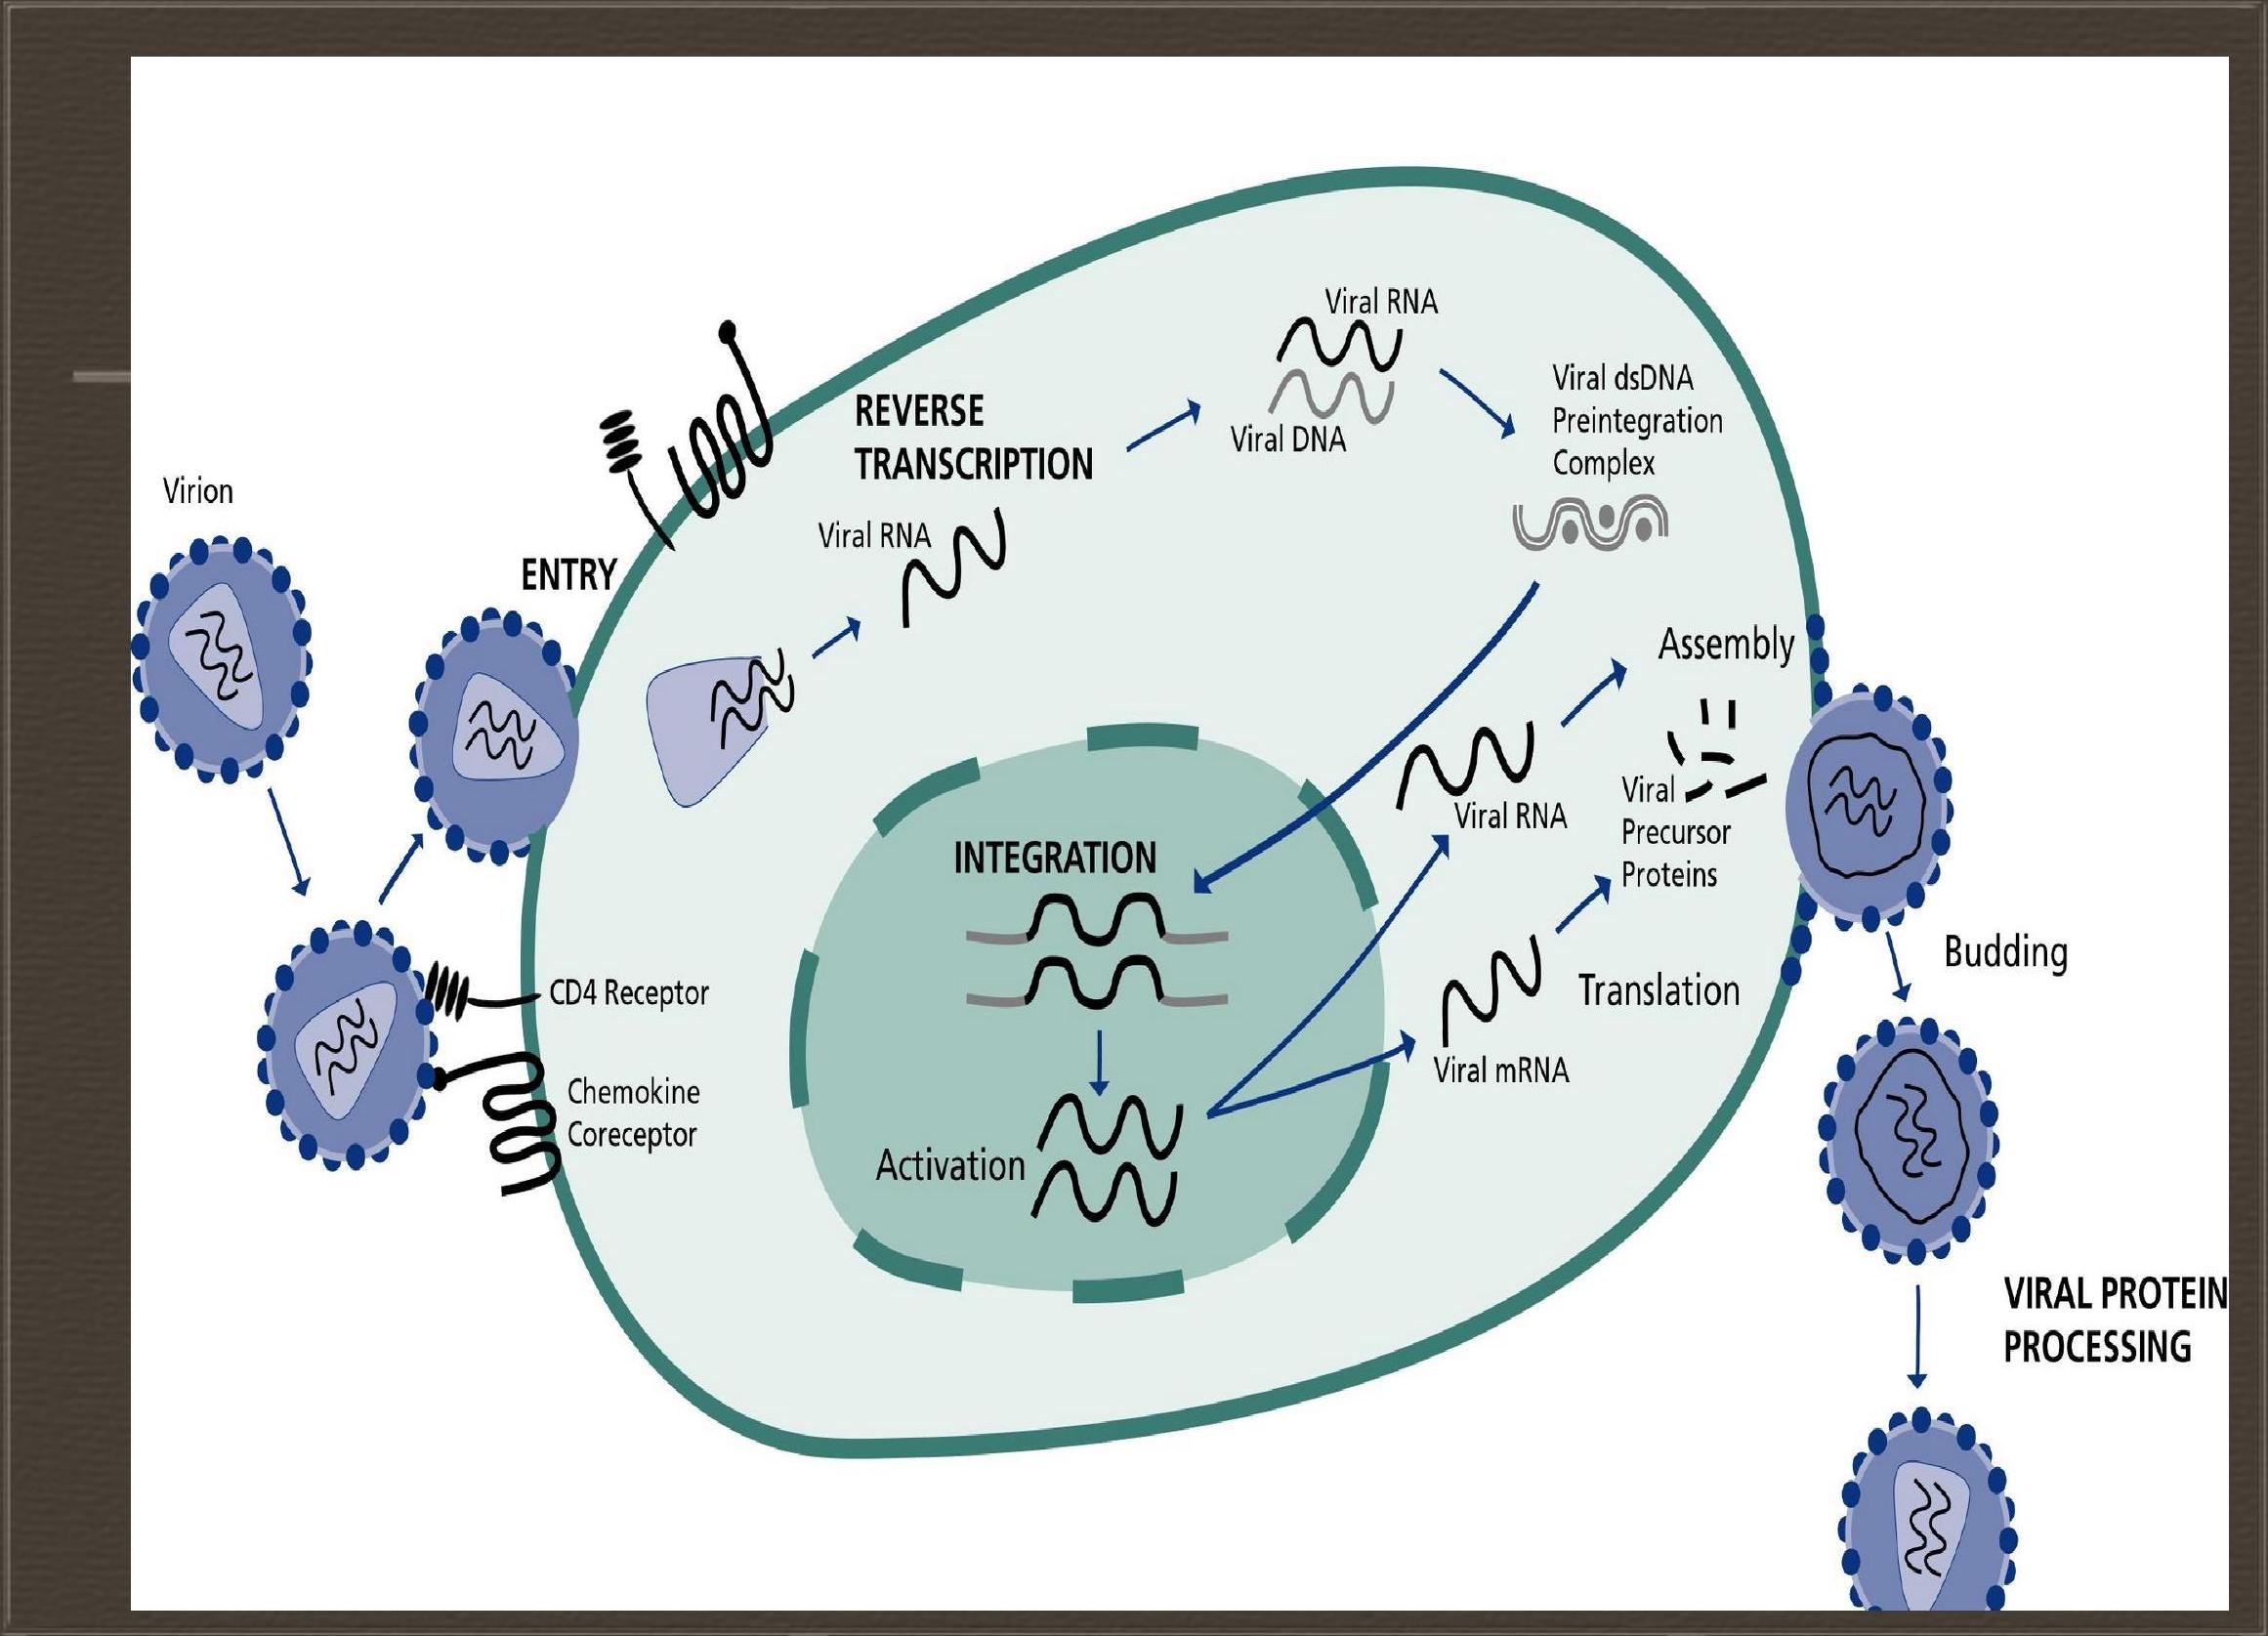 Virion
ENTRY
CD4 Receptor
Chemokine
Coreceptor
REVERSE
TRANSCRIPTION
Viral RNA
Viral RNA
Viral DNA
Viral dsDNA
Preintegration
Complex
INTEGRATION
Activation
Viral RNA
Viral mRNA
Translation
Viral
Precursor
Proteins
Assembly
Budding
VIRAL PROTEIN
PROCESSING